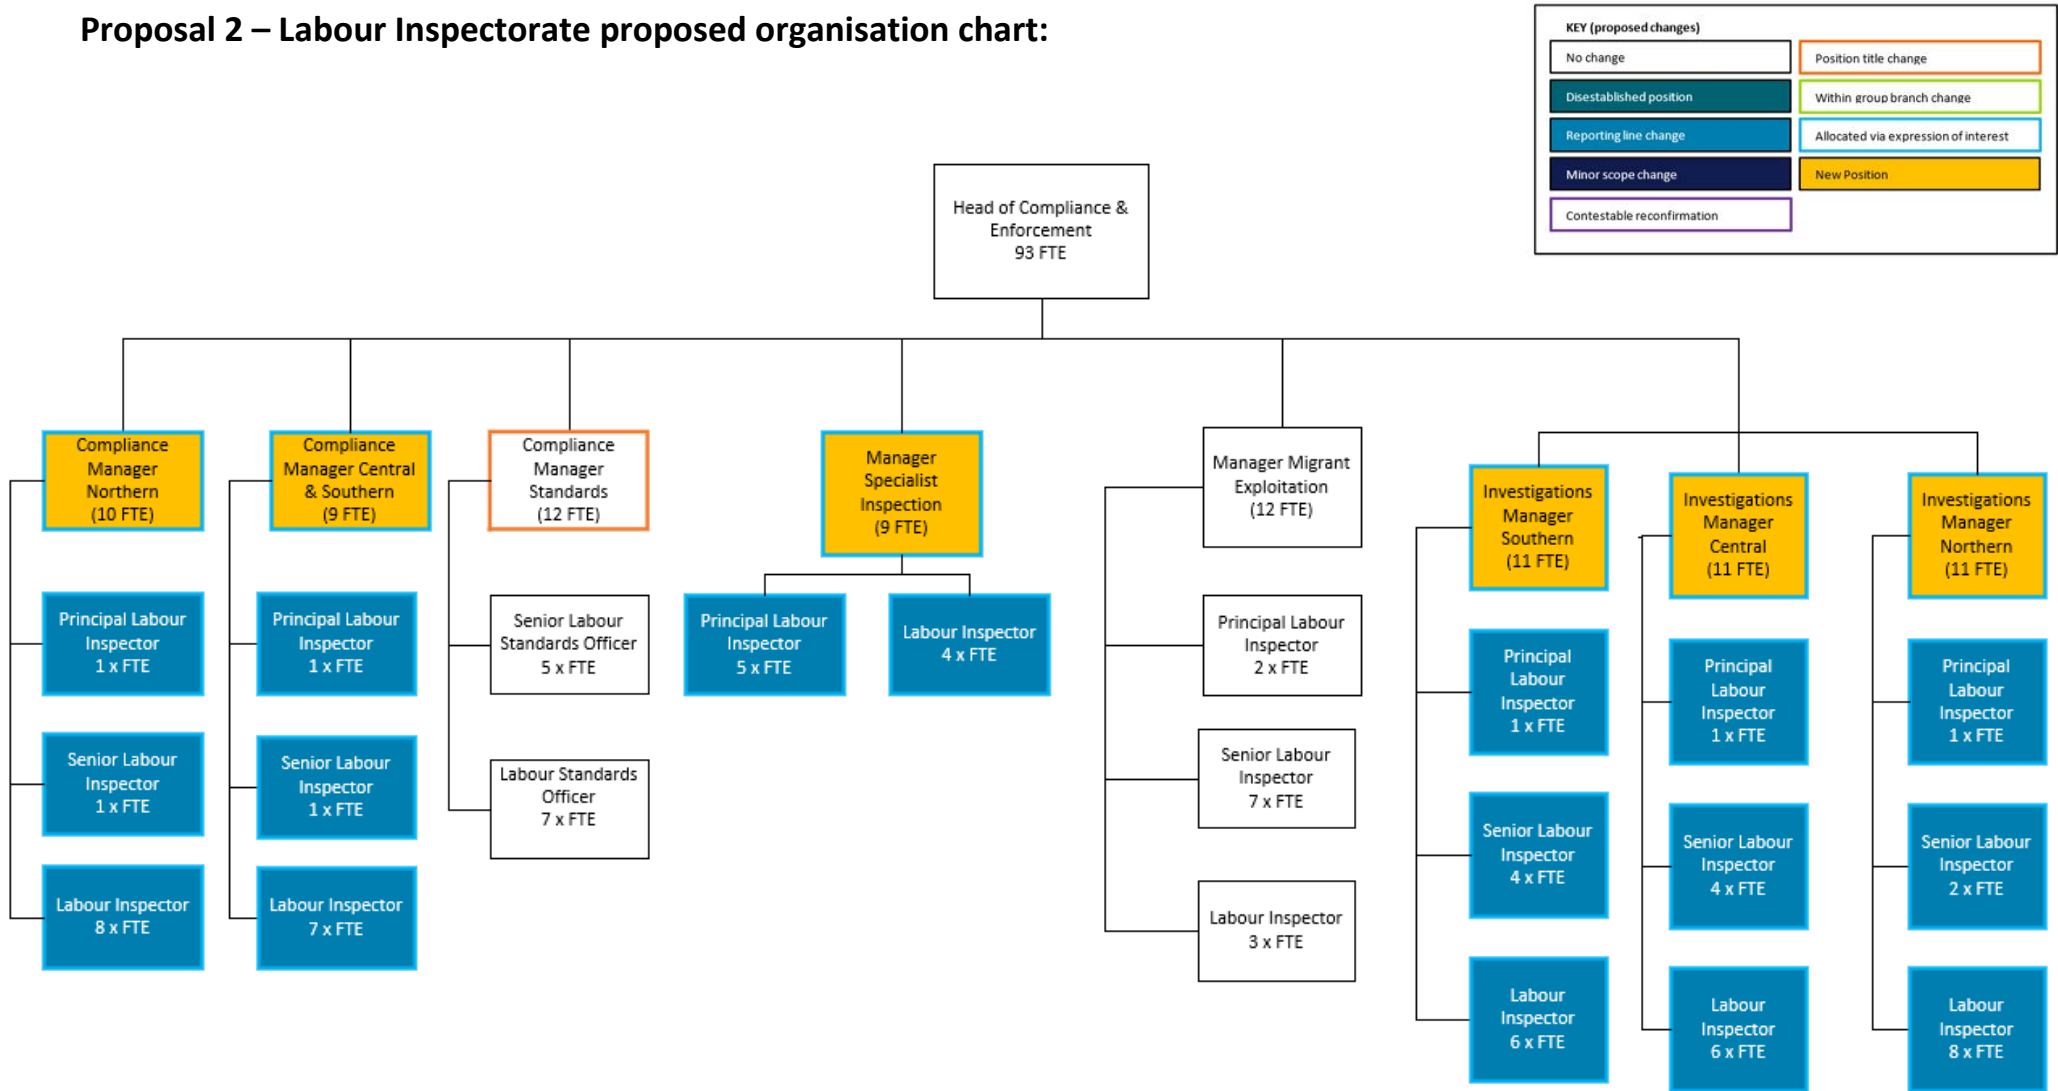 Proposal 2 – Labour Inspectorate proposed organisation chart:
KEY (proposed changes)
No change
Position title change
Disestablished position
Within group branch change
Reporting line change
Allocated via expression of interest
Minor scope change
New Position
Contestable reconfirmation
Head of Compliance &
Enforcement
93 FTE
Compliance
Manager
Northern
(10 FTE)
Principal Labour
Inspector
1 x FTE
Senior Labour
Inspector
1 x FTE
Labour Inspector
8 x FTE
Compliance
Manager Central
& Southern
(9 FTE)
Principal Labour
Inspector
1 x FTE
Senior Labour
Inspector
1 x FTE
Labour Inspector
7 x FTE
Compliance
Manager
Standards
(12 FTE)
Senior Labour
Standards Officer
5 x FTE
Labour Standards
Officer
7 x FTE
Manager
Specialist
Inspection
(9 FTE)
Principal Labour
Inspector
5 x FTE
Labour Inspector
4 x FTE
Manager Migrant
Exploitation
(12 FTE)
Principal Labour
Inspector
2 x FTE
Senior Labour
Inspector
7 x FTE
Labour Inspector
3 x FTE
Investigations
Manager
Southern
(11 FTE)
Principal
Labour
Inspector
1 x FTE
Senior Labour
Inspector
4 x FTE
Labour
Inspector
6 x FTE
Investigations
Manager
Central
(11 FTE)
Principal
Labour
Inspector
1 x FTE
Senior Labour
Inspector
4 x FTE
Labour
Inspector
6 x FTE
Investigations
Manager
Northern
(11 FTE)
Principal
Labour
Inspector
1 x FTE
Senior Labour
Inspector
2 x FTE
Labour
Inspector
8 x FTE